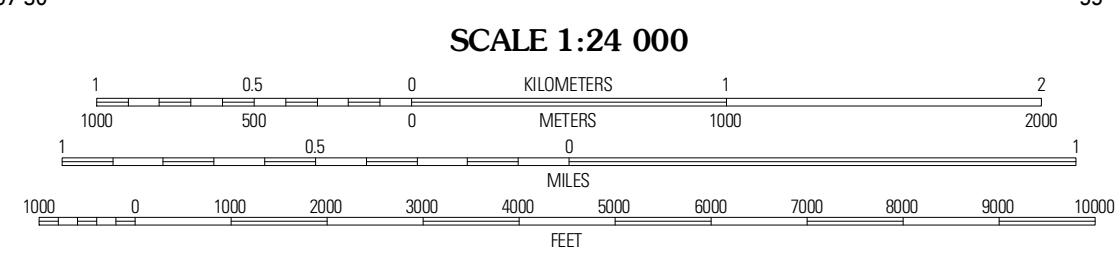 SCALE 1:24 000
1 0.5 0 KILOMETERS 1 2
1000 500 0 METERS 1000 2000
1 0.5 0 1
MILES
1000 0 1000 2000 3000 4000 5000 6000 7000 8000 9000 10000
FEET